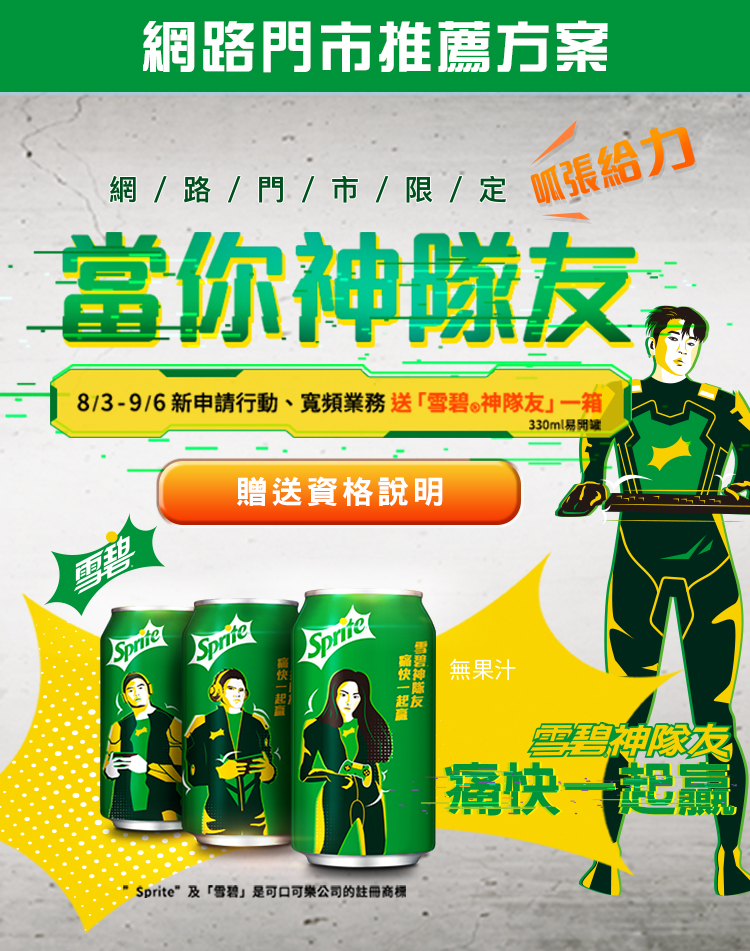 網路門市推薦方案
網/路/門/市/限/定
呱張給力
當你神隊友
8/3-9/6 新申請行動、寬頻業務 送「雪碧®神隊友」一箱
330ml易開罐
贈送資格說明
雪碧
Sprite
Sprite
痛快一起贏
Sprite
雪碧神隊友
痛快一起贏
無果汁
雪碧神隊友
痛快一起贏
"Sprite"及「雪碧」是可口可樂公司的註冊商標